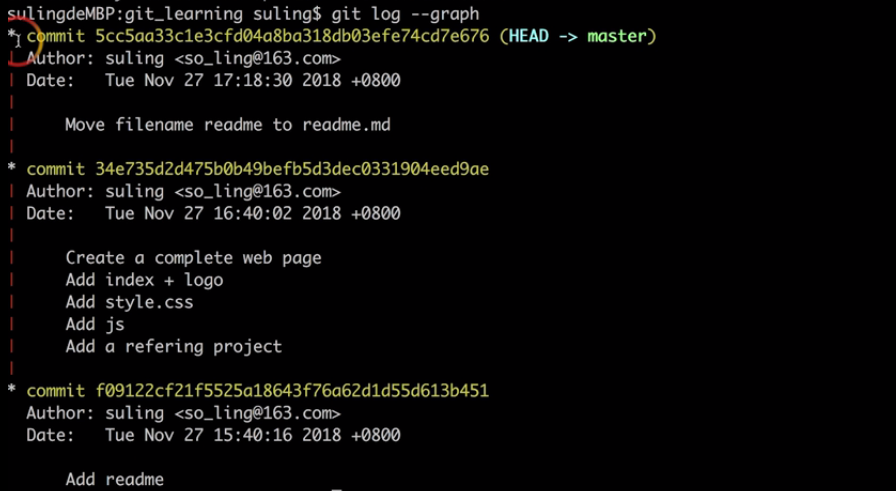 sulingdeMBP:git_learning suling$ git log --graph
* commit 5cc5aa33c1e3cfd04a8ba318db03efe74cd7e676 (HEAD -> master)
| Author: suling <so_ling@163.com>
| Date:   Tue Nov 27 17:18:30 2018 +0800
|
|     Move filename readme to readme.md
|
* commit 34e735d2d475b0b49befb5d3dec0331904eed9ae
| Author: suling <so_ling@163.com>
| Date:   Tue Nov 27 16:40:02 2018 +0800
|
|     Create a complete web page
|     Add index + logo
|     Add style.css
|     Add js
|     Add a refering project
|
* commit f09122cf21f5525a18643f76a62d1d55d613b451
  Author: suling <so_ling@163.com>
  Date:   Tue Nov 27 15:40:16 2018 +0800

      Add readme